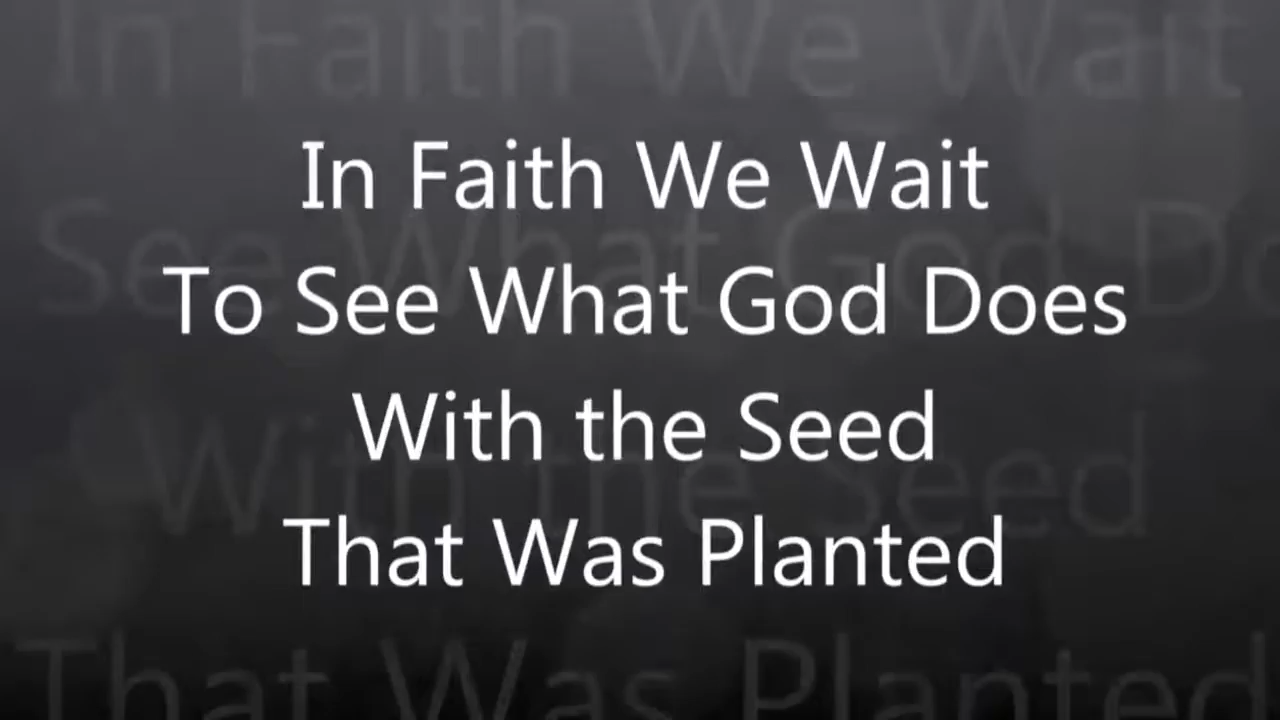 In Faith We Wait
To See What God Does
With the Seed
That Was Planted